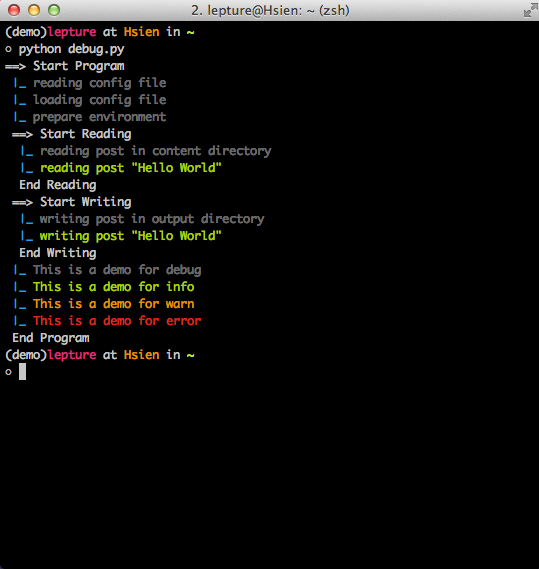 2. lepture@Hsien: ~ (zsh)
(demo)lepture at Hsien in ~
○ python debug.py
==> Start Program
|_ reading config file
|_ loading config file
|_ prepare environment
==> Start Reading
|_ reading post in content directory
|_ reading post "Hello World"
End Reading
==> Start Writing
|_ writing post in output directory
|_ writing post "Hello World"
End Writing
|_ This is a demo for debug
|_ This is a demo for info
|_ This is a demo for warn
|_ This is a demo for error
End Program
(demo)lepture at Hsien in ~
○